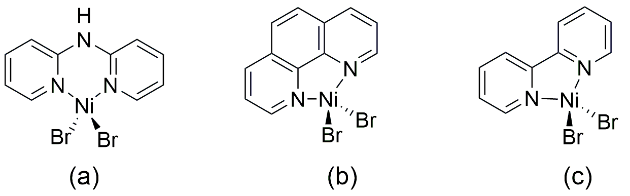 H
N
N N N N
Ni Ni N Ni N
Br Br Br Br Br Br
(a) (b) (c)